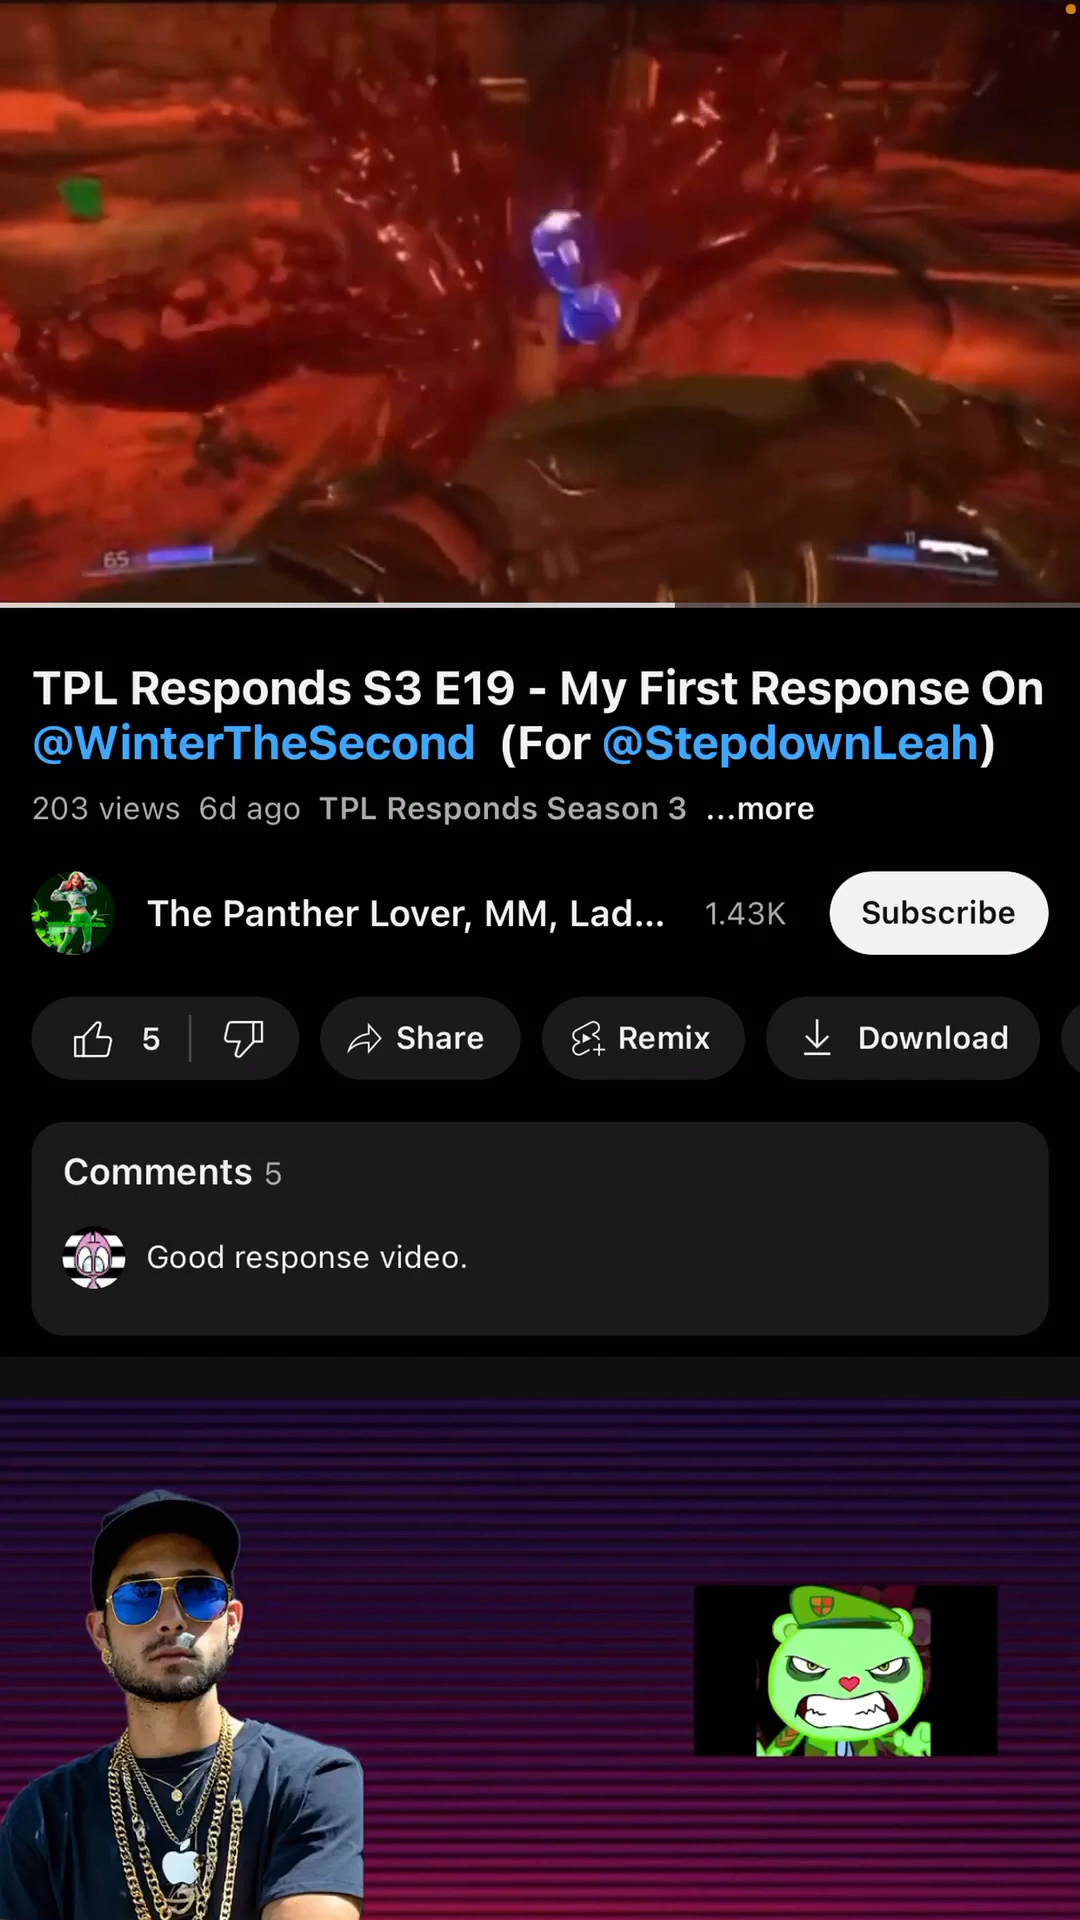 65
11
TPL Responds S3 E19 - My First Response On
@WinterTheSecond (For @StepdownLeah)
203 views 6d ago TPL Responds Season 3 ...more
The Panther Lover, MM, Lad... 1.43K Subscribe
5 Share Remix Download
Comments 5
Good response video.